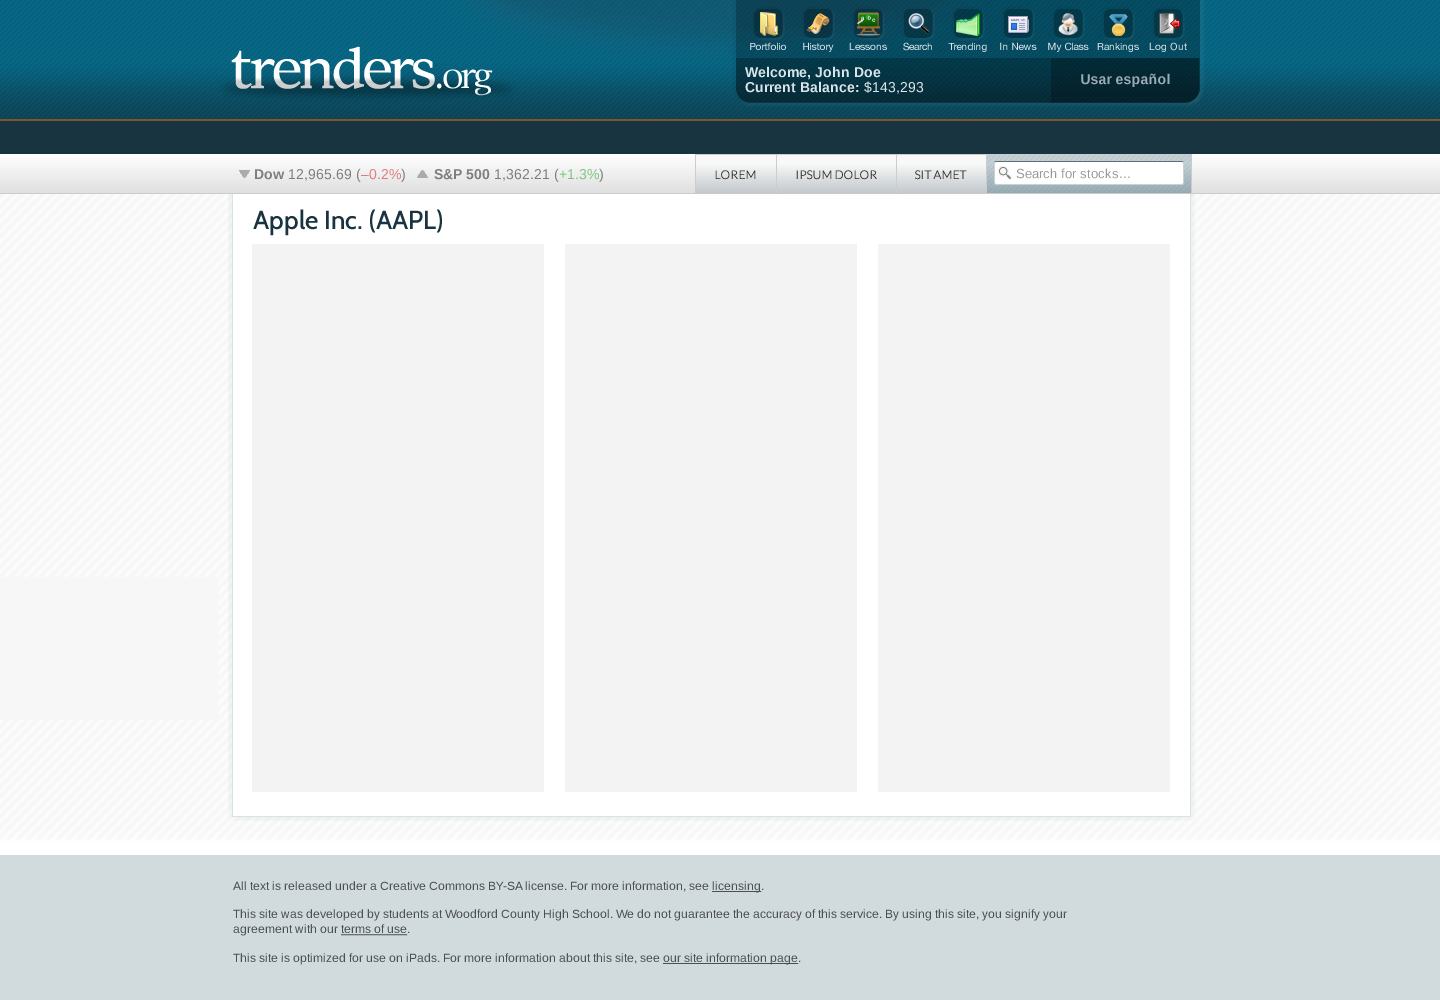 Portfolio History Lessons Search Trending In News My Class Rankings Log Out
trenders.org
Welcome, John Doe
Current Balance: $143,293
Usar español
Dow 12,965.69 (–0.2%) S&P 500 1,362.21 (+1.3%)
LOREM IPSUM DOLOR SIT AMET Search for stocks...
Apple Inc. (AAPL)
All text is released under a Creative Commons BY-SA license. For more information, see licensing.
This site was developed by students at Woodford County High School. We do not guarantee the accuracy of this service. By using this site, you signify your
agreement with our terms of use.
This site is optimized for use on iPads. For more information about this site, see our site information page.